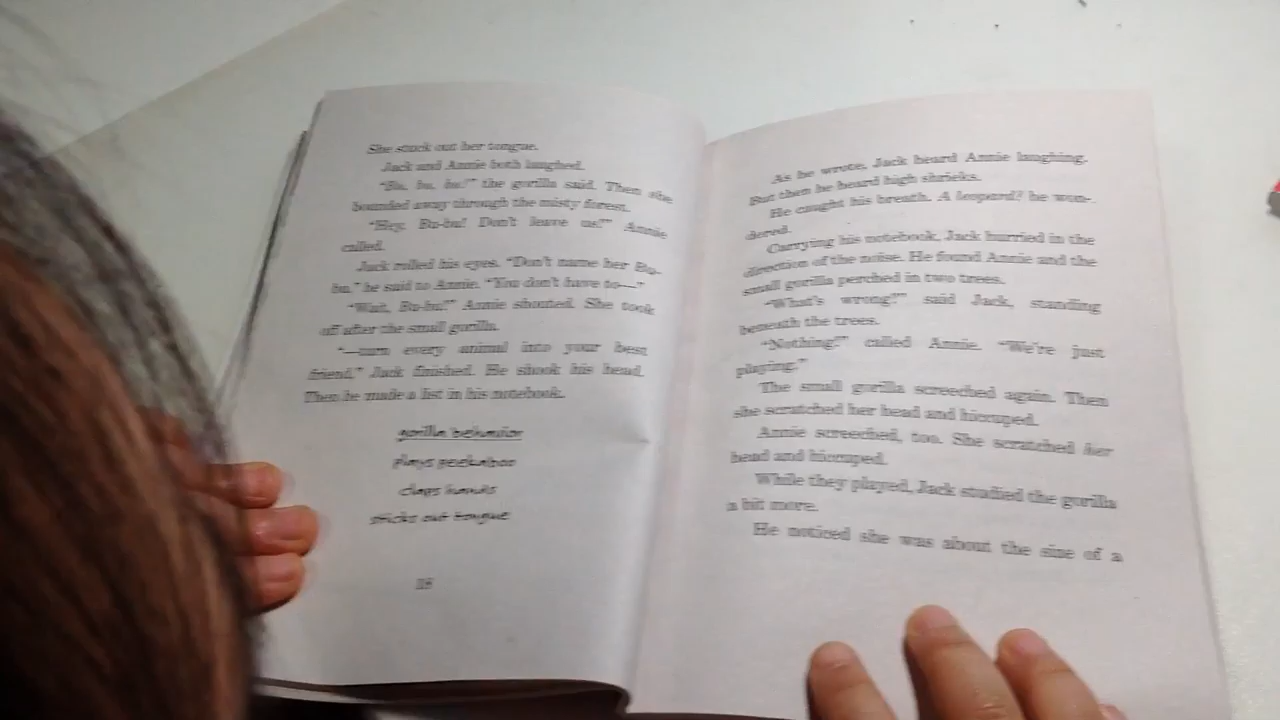 She stuck out her tongue.
Jack and Annie both laughed.
"Bu, bu, bu!" the gorilla said. Then she
bounded away through the misty forest.
"Hey, Bu-bu! Don't leave us!" Annie
called.
Jack rolled his eyes. "Don't name her Bu-
bu," he said to Annie. "You don't have to—"
"Wait, Bu-bu!" Annie shouted. She took
off after the small gorilla.
"—turn every animal into your best
friend," Jack finished. He shook his head.
Then he made a list in his notebook.
gorilla behavior
plays peekaboo
claps hands
sticks out tongue
18
As he wrote, Jack heard Annie laughing.
But then he heard high shrieks.
He caught his breath. A leopard? he won-
dered.
Carrying his notebook, Jack hurried in the
direction of the noise. He found Annie and the
small gorilla perched in two trees.
"What's wrong?" said Jack, standing
beneath the trees.
"Nothing!" called Annie. "We're just
playing."
The small gorilla screeched again. Then
she scratched her head and hiccuped.
Annie screeched, too. She scratched her
head and hiccuped.
While they played, Jack studied the gorilla
a bit more.
He noticed she was about the size of a